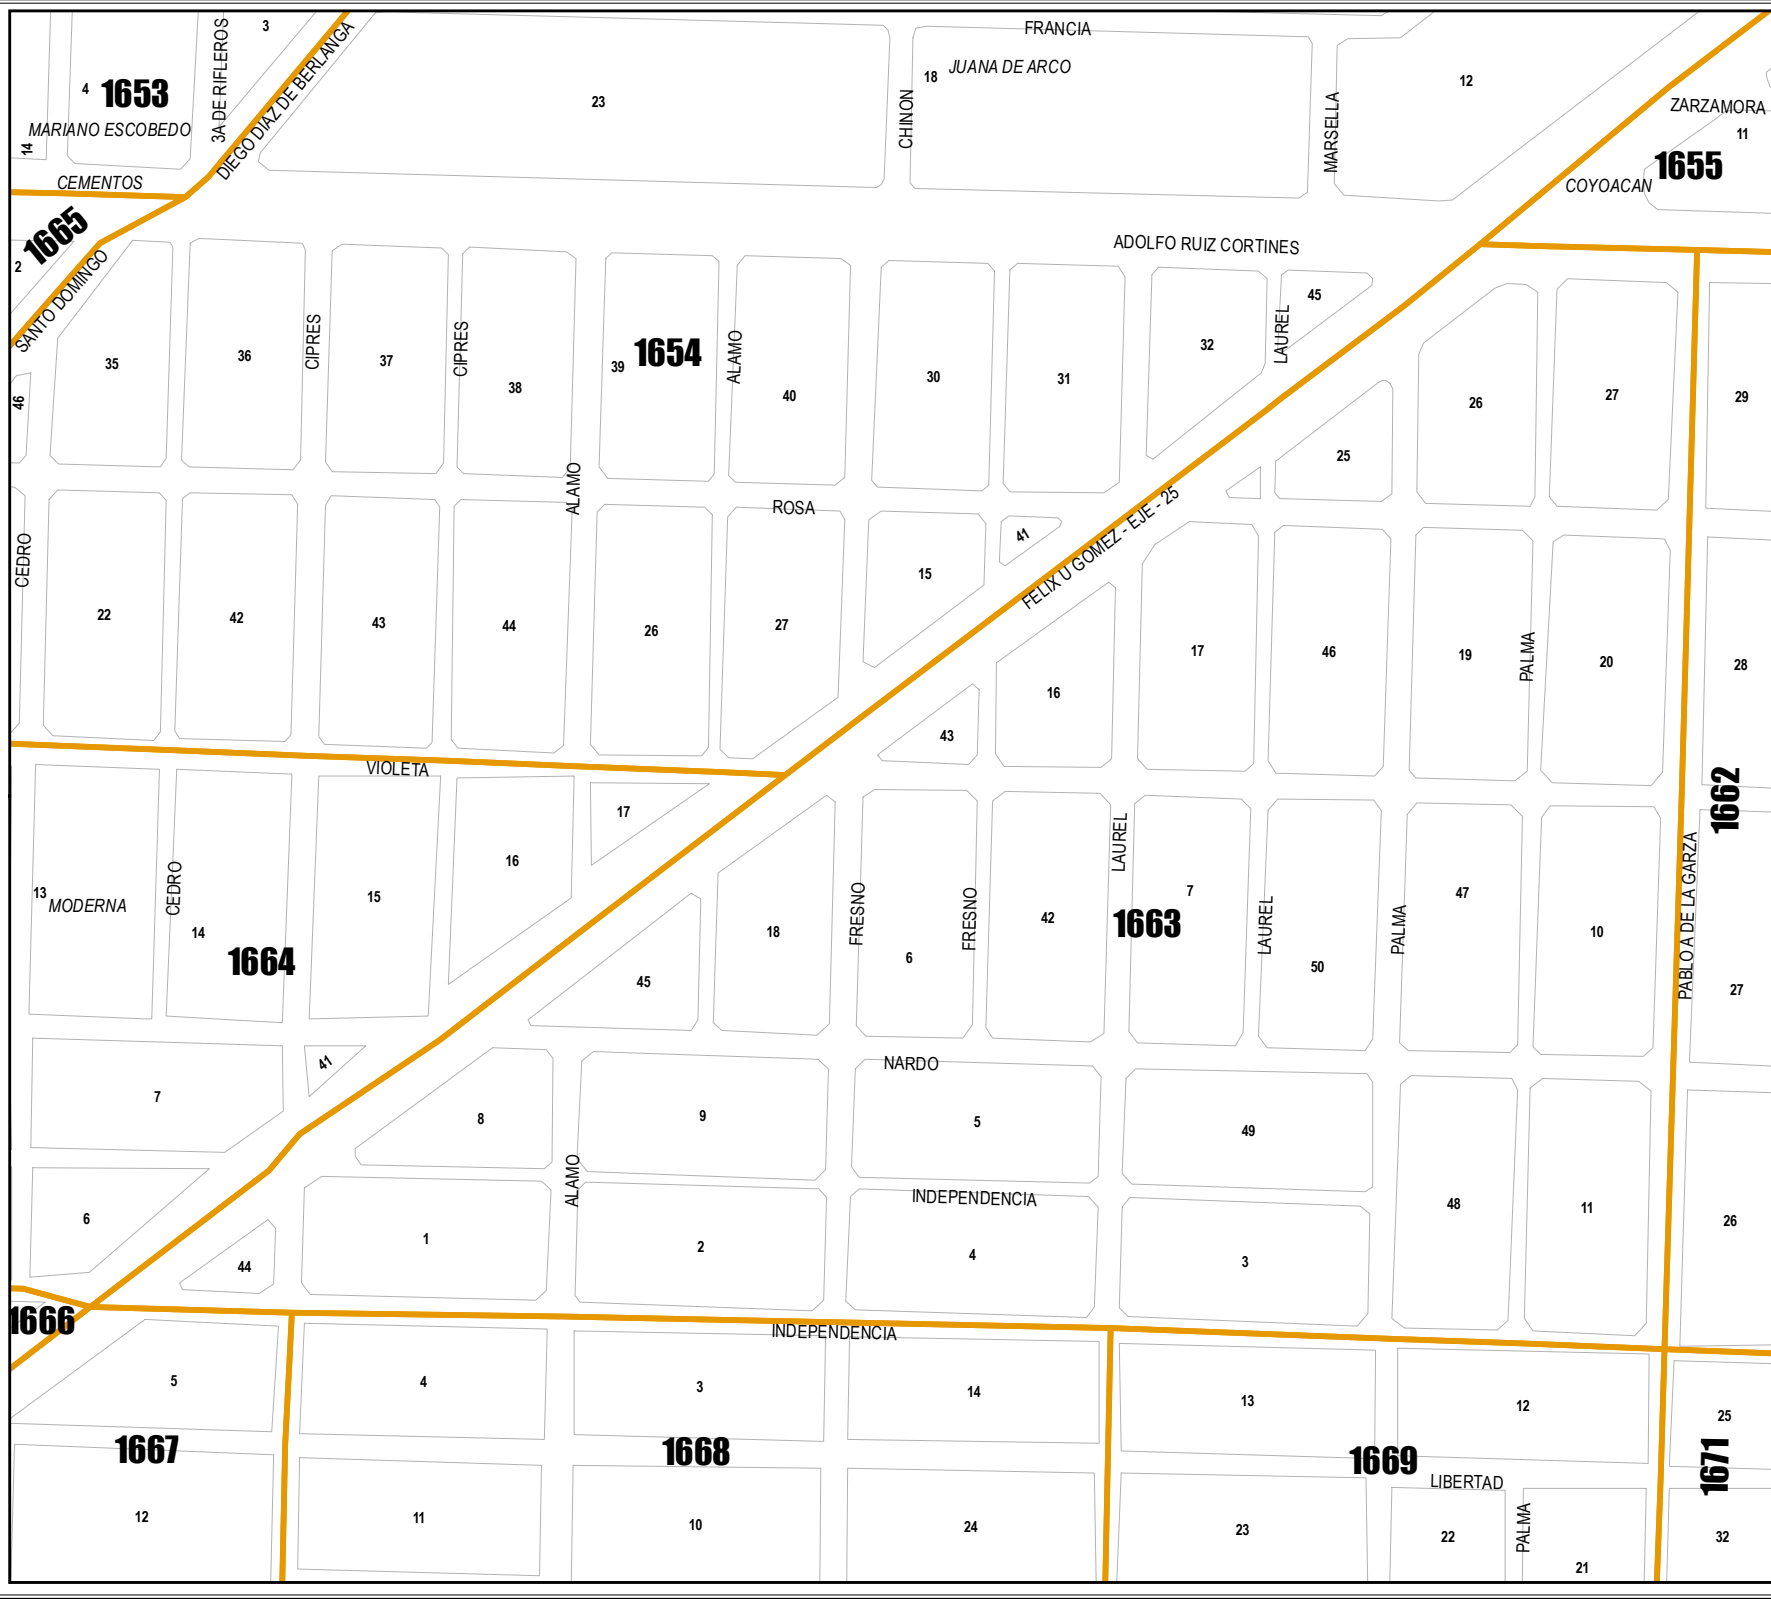 3
FRANCIA
JUANA DE ARCO
18
12
23
4
1653
3A DE RIFLEROS
DIEGO DIAZ DE BERLANGA
CHINON
MARSELLA
ZARZAMORA
11
MARIANO ESCOBEDO
14
1655
CEMENTOS
COYOACAN
1665
2
SANTO DOMINGO
ADOLFO RUIZ CORTINES
45
35
36
CIPRES
37
CIPRES
38
39
1654
ALAMO
40
30
31
32
LAUREL
26
27
29
46
25
ALAMO
ROSA
FELIX U GOMEZ - EJE - 25
41
CEDRO
15
22
42
43
44
26
27
17
46
19
PALMA
20
28
16
43
VIOLETA
1662
17
LAUREL
16
PABLO A DE LA GARZA
13
MODERNA
CEDRO
14
15
18
FRESNO
6
FRESNO
42
7
1663
LAUREL
PALMA
47
10
1664
45
50
27
41
NARDO
7
8
9
5
49
ALAMO
INDEPENDENCIA
48
11
26
6
1
2
4
3
44
1666
INDEPENDENCIA
5
4
3
14
13
12
25
1667
1668
1669
LIBERTAD
1671
12
11
10
24
23
22
PALMA
21
32